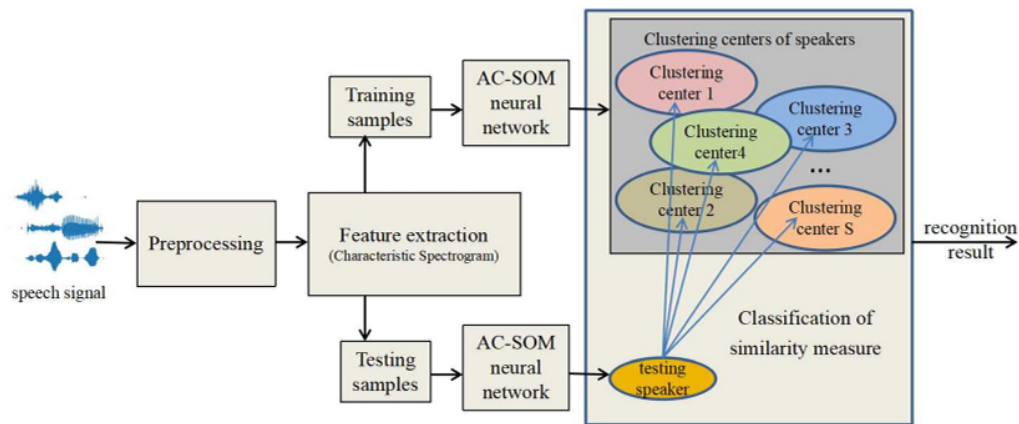 speech signal
Preprocessing
Feature extraction
(Characteristic Spectrogram)
Training
samples
AC-SOM
neural
network
Testing
samples
AC-SOM
neural
network
Clustering centers of speakers
Clustering
center 1
Clustering
center 3
Clustering
center4
...
Clustering
center 2
Clustering
center S
testing
speaker
Classification of
similarity measure
recognition
result